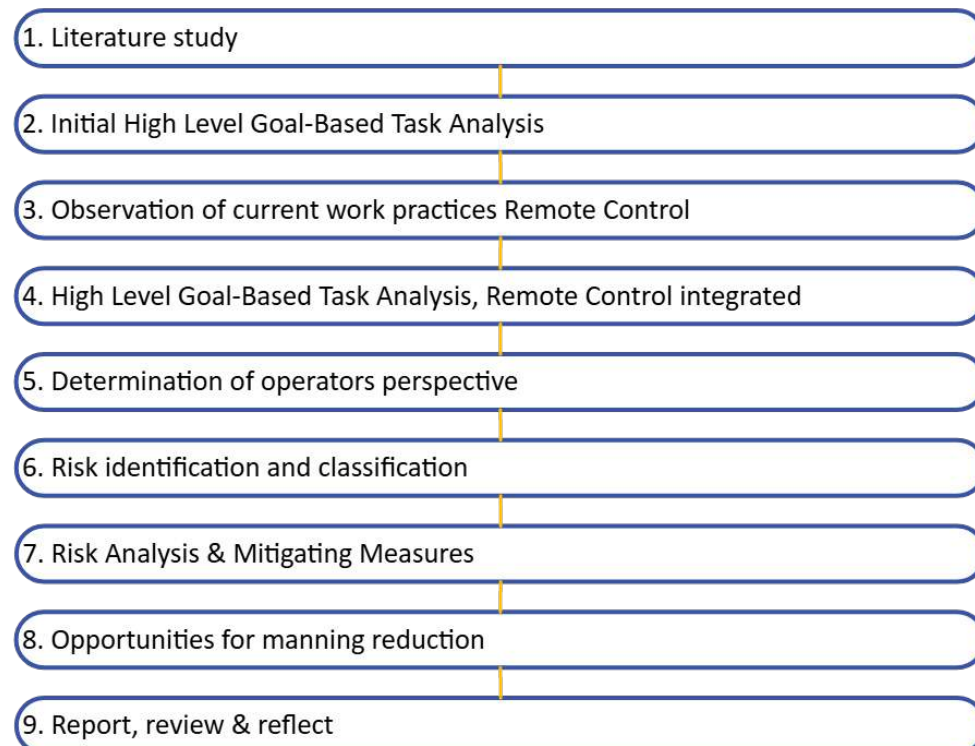 1. Literature study
2. Initial High Level Goal-Based Task Analysis
3. Observation of current work practices Remote Control
4. High Level Goal-Based Task Analysis, Remote Control integrated
5. Determination of operators perspective
6. Risk identification and classification
7. Risk Analysis & Mitigating Measures
8. Opportunities for manning reduction
9. Report, review & reflect